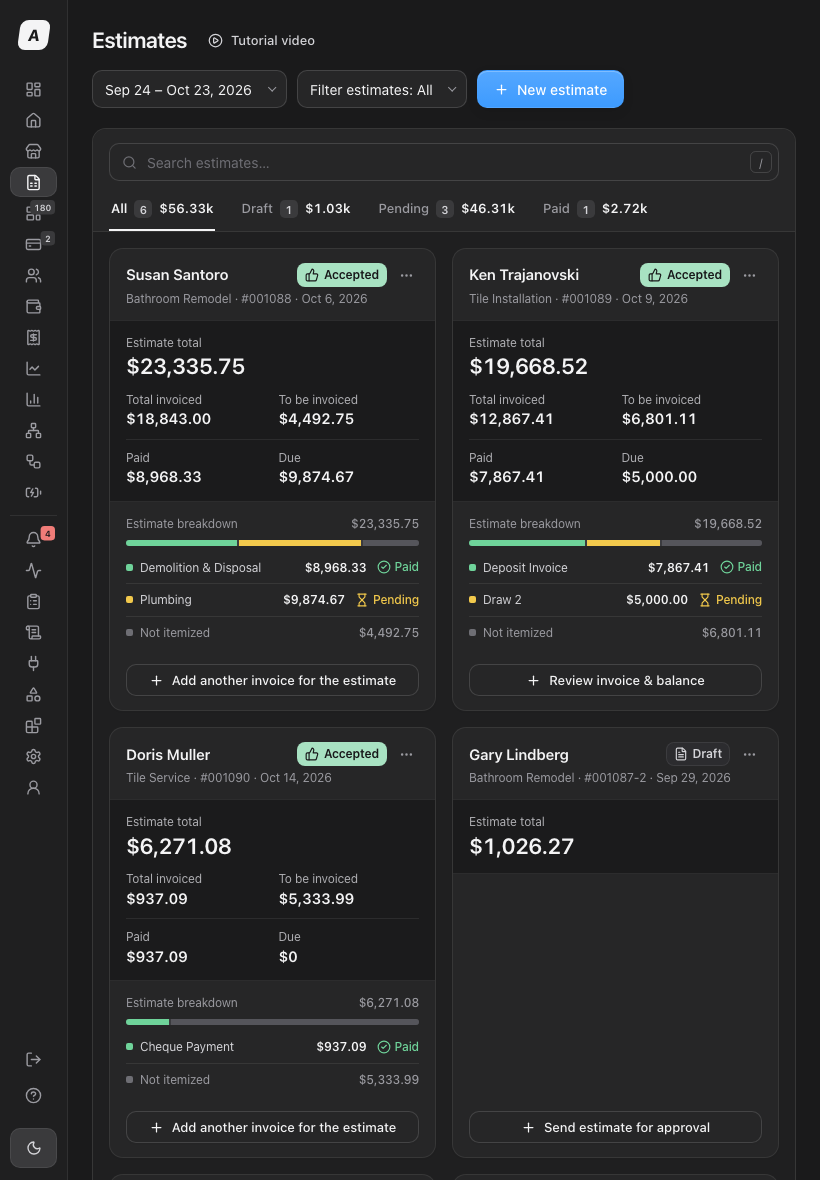 A
Estimates
Tutorial video
Sep 24 – Oct 23, 2026
Filter estimates: All
New estimate
Search estimates...
/
All 6 $56.33k
Draft 1 $1.03k
Pending 3 $46.31k
Paid 1 $2.72k
180
2
4
Susan Santoro
Accepted
Bathroom Remodel · #001088 · Oct 6, 2026
Estimate total
$23,335.75
Total invoiced
To be invoiced
$18,843.00
$4,492.75
Paid
Due
$8,968.33
$9,874.67
Estimate breakdown
$23,335.75
Demolition & Disposal
$8,968.33
Paid
Plumbing
$9,874.67
Pending
Not itemized
$4,492.75
Add another invoice for the estimate
Ken Trajanovski
Accepted
Tile Installation · #001089 · Oct 9, 2026
Estimate total
$19,668.52
Total invoiced
To be invoiced
$12,867.41
$6,801.11
Paid
Due
$7,867.41
$5,000.00
Estimate breakdown
$19,668.52
Deposit Invoice
$7,867.41
Paid
Draw 2
$5,000.00
Pending
Not itemized
$6,801.11
Review invoice & balance
Doris Muller
Accepted
Tile Service · #001090 · Oct 14, 2026
Estimate total
$6,271.08
Total invoiced
To be invoiced
$937.09
$5,333.99
Paid
Due
$937.09
$0
Estimate breakdown
$6,271.08
Cheque Payment
$937.09
Paid
Not itemized
$5,333.99
Add another invoice for the estimate
Gary Lindberg
Draft
Bathroom Remodel · #001087-2 · Sep 29, 2026
Estimate total
$1,026.27
Send estimate for approval